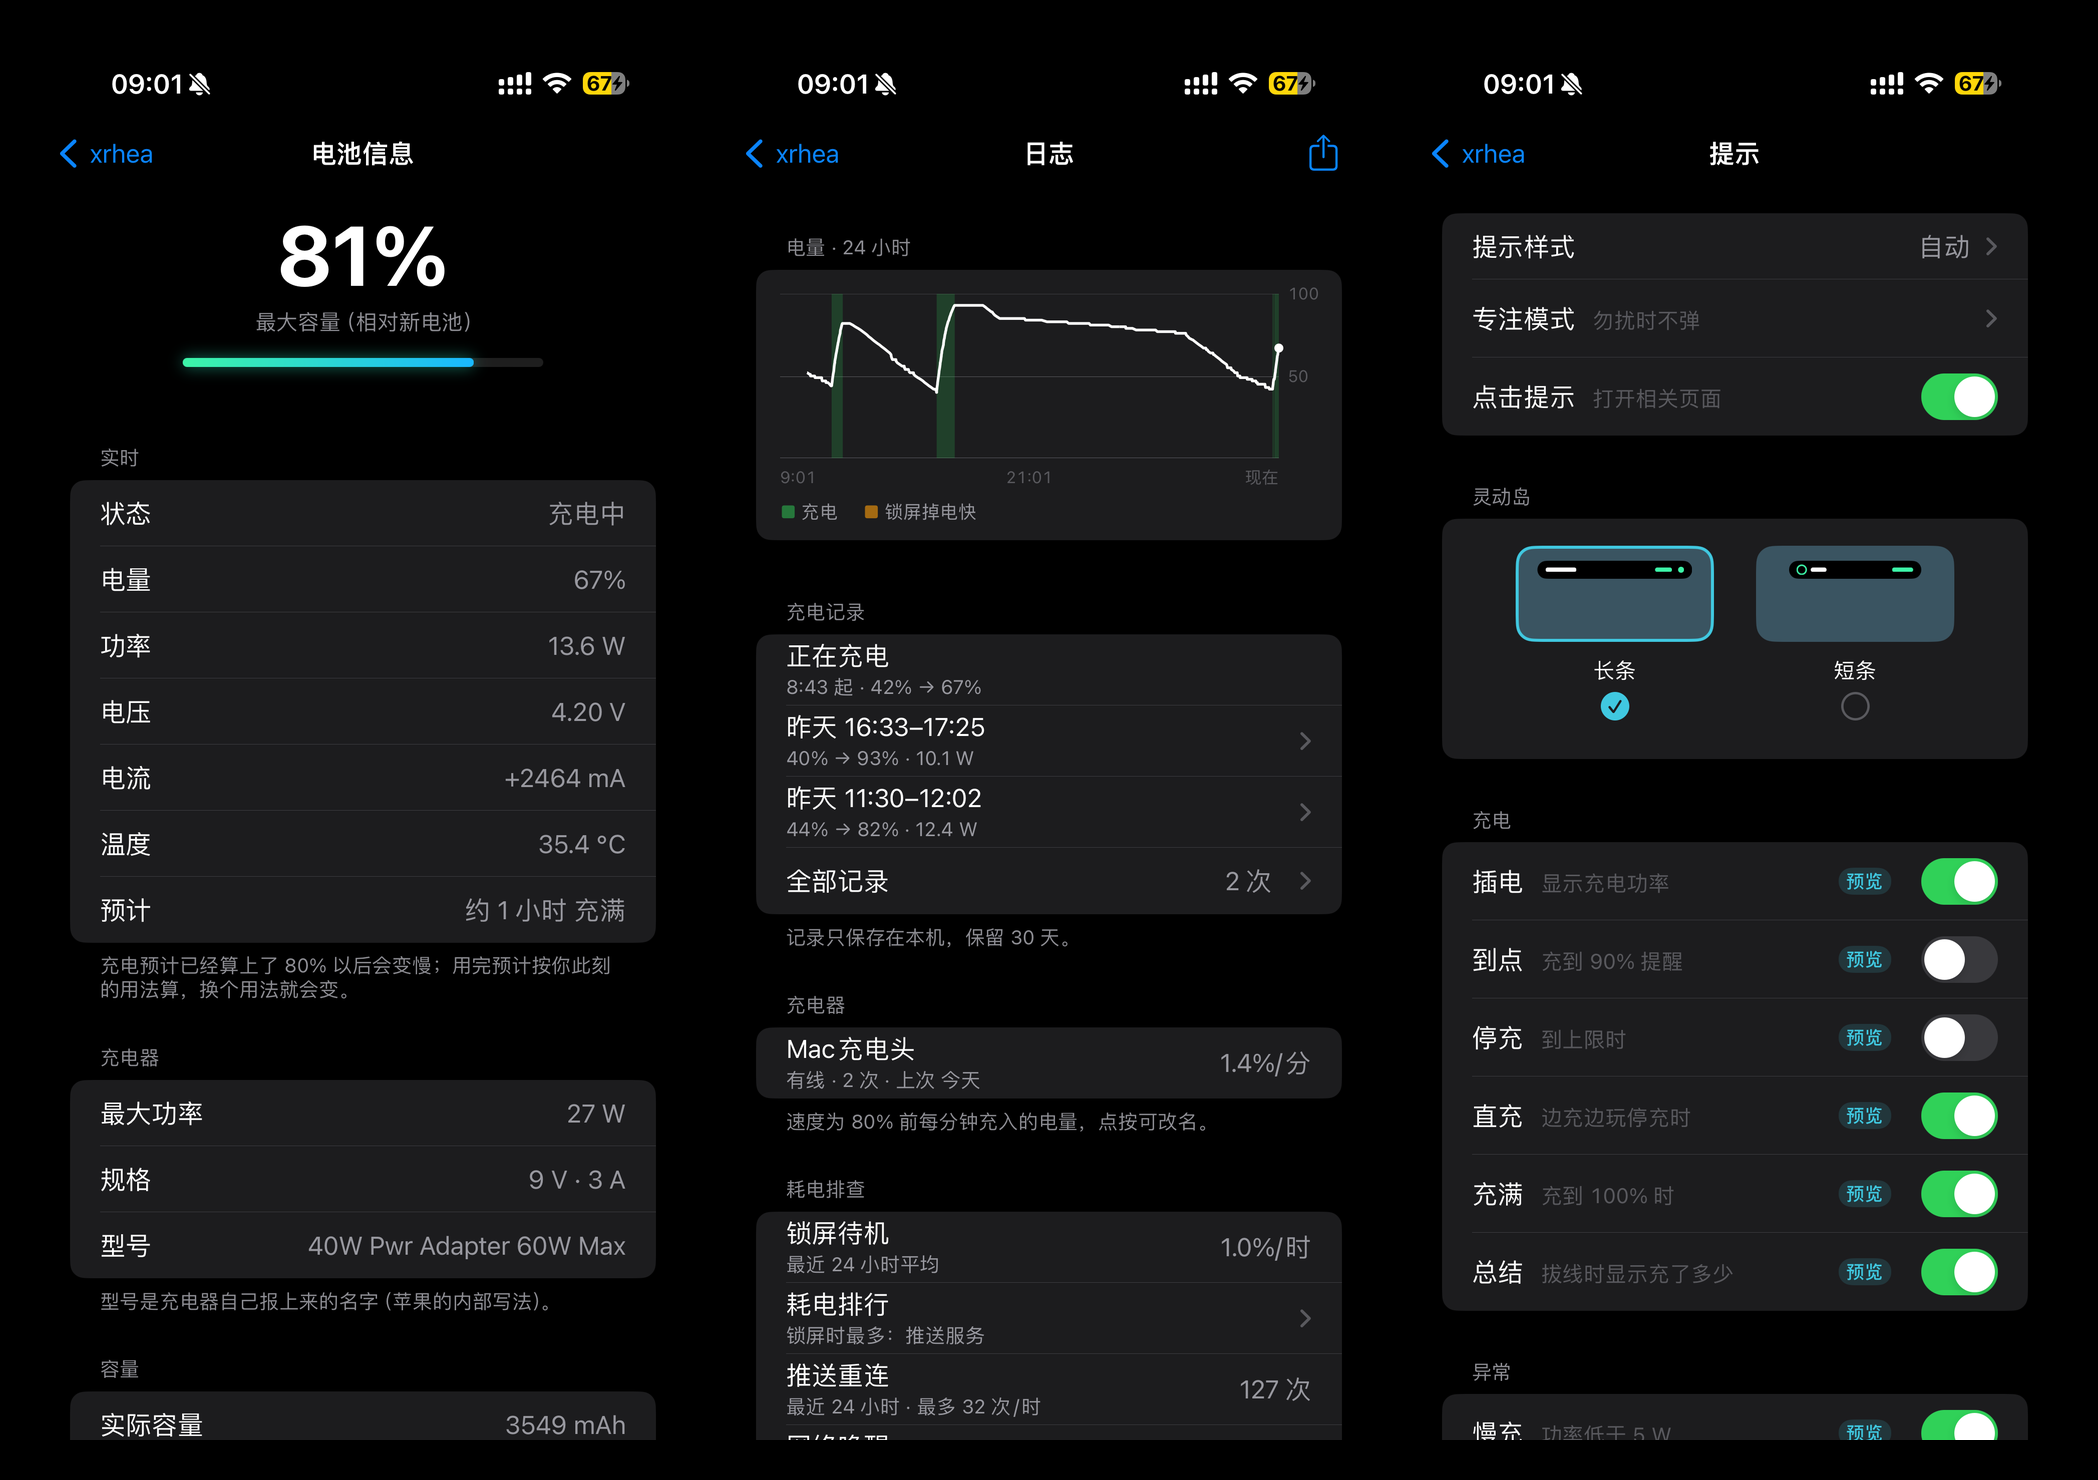 09:01
67
xrhea
电池信息
81%
最大容量 (相对新电池)
实时
状态 充电中
电量 67%
功率 13.6 W
电压 4.20 V
电流 +2464 mA
温度 35.4 °C
预计 约 1 小时 充满
充电预计已经算上了 80% 以后会变慢；用完预计按你此刻
的用法算，换个用法就会变。
充电器
最大功率 27 W
规格 9 V · 3 A
型号 40W Pwr Adapter 60W Max
型号是充电器自己报上来的名字 (苹果的内部写法)。
容量
实际容量 3549 mAh
09:01
67
xrhea
日志
电量 · 24 小时
100
50
9:01 21:01 现在
充电 锁屏掉电快
充电记录
正在充电
8:43 起 · 42% → 67%
昨天 16:33–17:25
40% → 93% · 10.1 W
昨天 11:30–12:02
44% → 82% · 12.4 W
全部记录 2 次
记录只保存在本机，保留 30 天。
充电器
Mac充电头 1.4%/分
有线 · 2 次 · 上次 今天
速度为 80% 前每分钟充入的电量，点按可改名。
耗电排查
锁屏待机 1.0%/时
最近 24 小时平均
耗电排行
锁屏时最多：推送服务
推送重连 127 次
最近 24 小时 · 最多 32 次/时
09:01
67
xrhea
提示
提示样式 自动
专注模式 勿扰时不弹
点击提示 打开相关页面
灵动岛
长条 短条
充电
插电 显示充电功率 预览
到点 充到 90% 提醒 预览
停充 到上限时 预览
直充 边充边玩停充时 预览
充满 充到 100% 时 预览
总结 拔线时显示充了多少 预览
异常
慢充 功率低于 5 W 预览